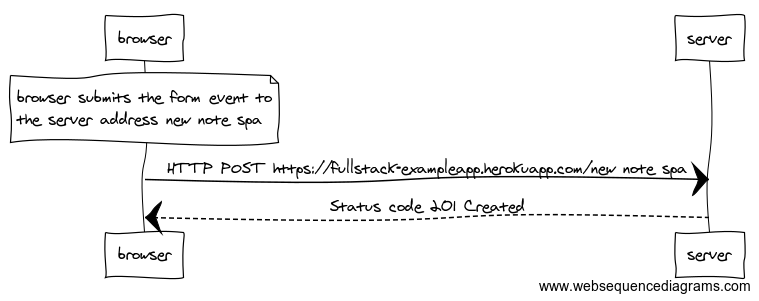 browser
server
browser submits the form event to
the server address new note spa
HTTP POST https://fullstack-exampleapp.herokuapp.com/new note spa
Status code 201 Created
browser
server
www.websequencediagrams.com